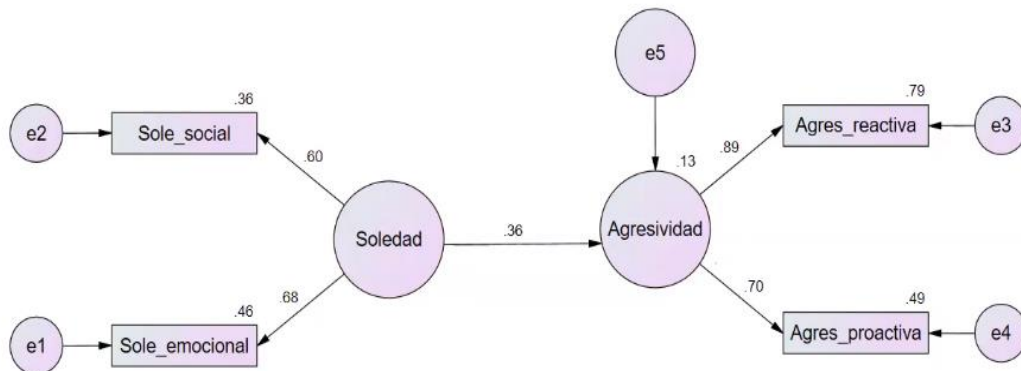 e5
.36
.79
e2
Sole_social
Agres_reactiva
e3
.60
.13
.89
Soledad
.36
Agresividad
.68
.70
.46
.49
e1
Sole_emocional
Agres_proactiva
e4